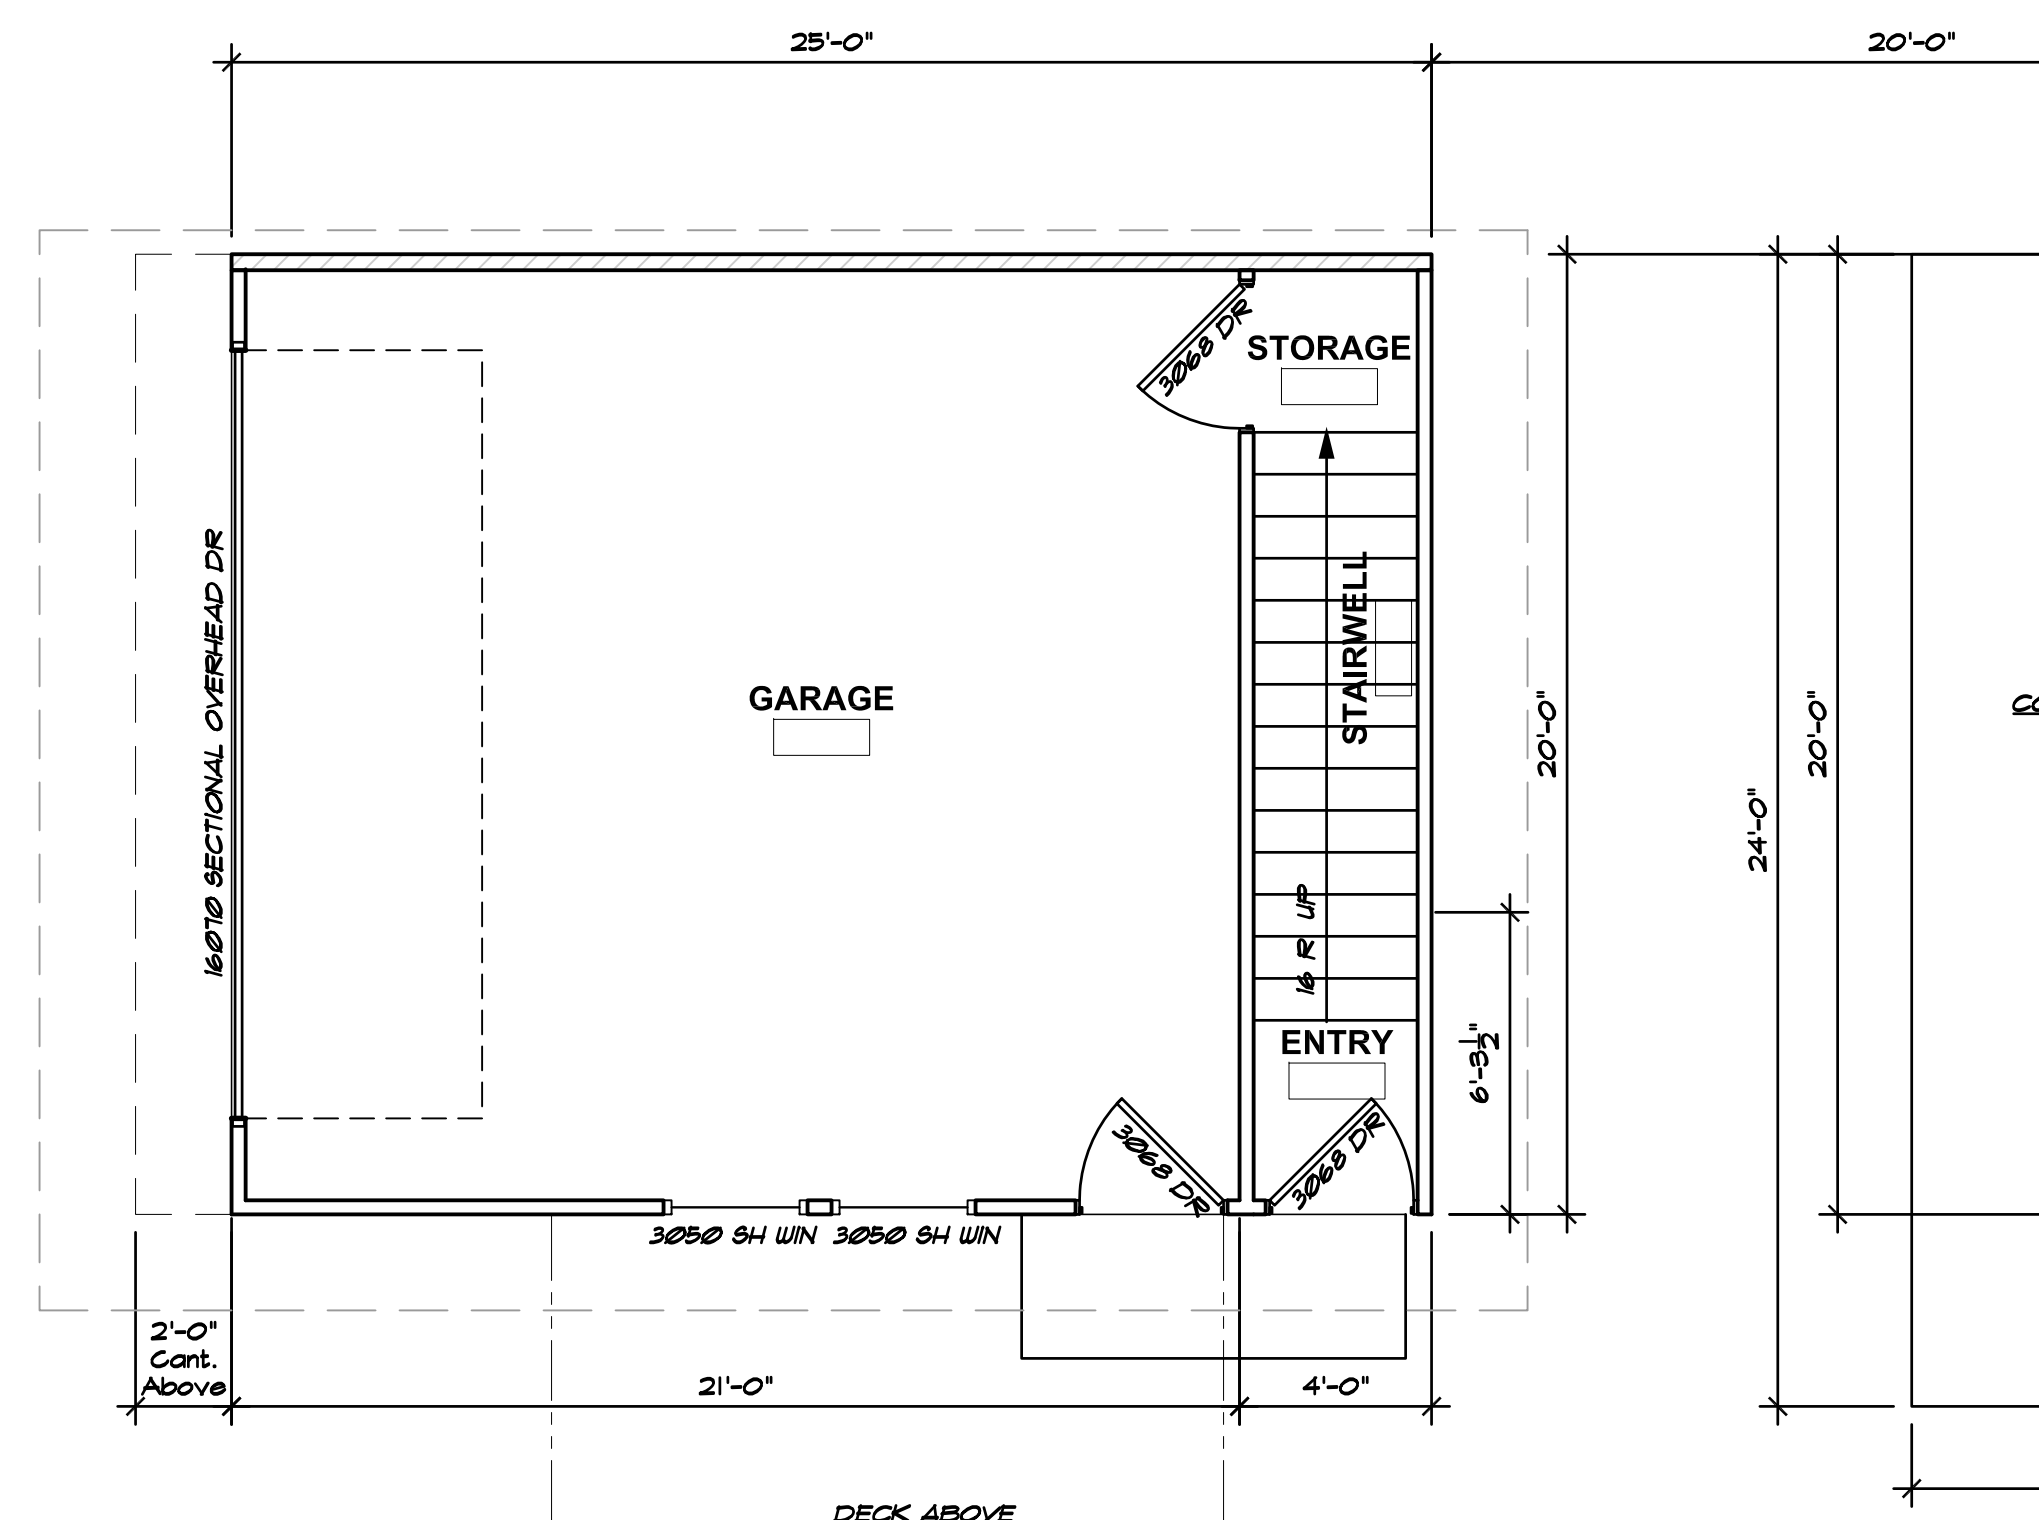 25'-0"
20'-0"
3068 DR
STORAGE
16070 SECTIONAL OVERHEAD DR
GARAGE
STAIRWELL
20'-0"
20'-0"
24'-0"
16 R UP
ENTRY
6'-3 1/2"
3068 DR
3068 DR
3050 SH WIN
3050 SH WIN
2'-0"
Cant.
Above
21'-0"
4'-0"
DECK ABOVE